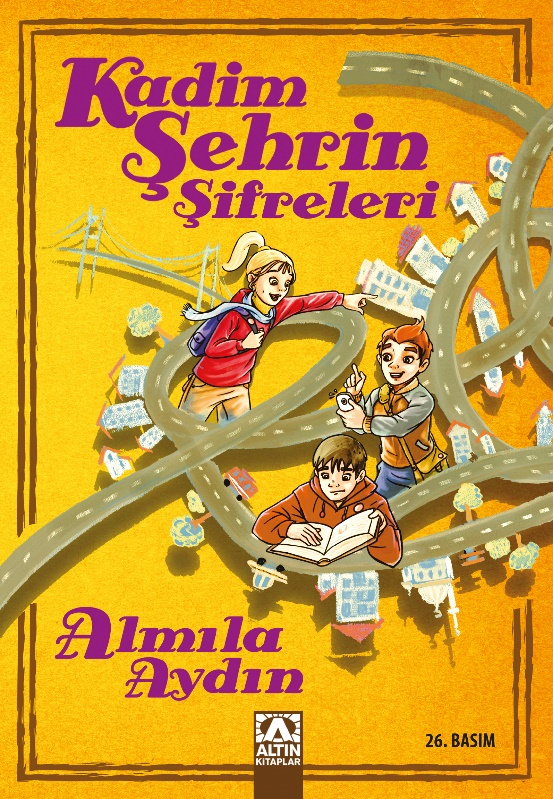 Kadim
Şehrin
Şifreleri
Almıla
Aydın
ALTIN
KİTAPLAR
26. BASIM